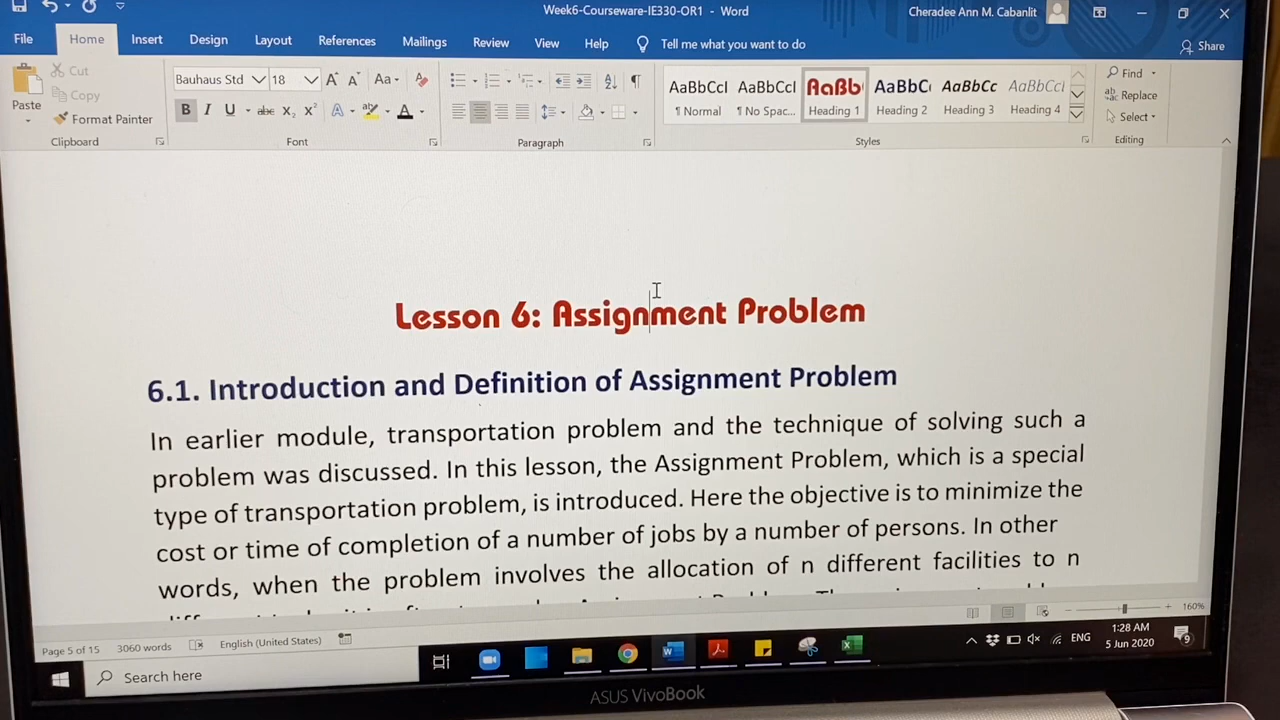 Week6-Courseware-IE330-OR1 - Word
Cheradee Ann M. Cabanlit
File Home Insert Design Layout References Mailings Review View Help Tell me what you want to do
Share
Paste
Cut
Copy
Format Painter
Clipboard
Bauhaus Std 18
Font
Paragraph
AaBbCcI AaBbCcI AaBb AaBbC AaBbCc AaBbCcI
¶ Normal ¶ No Spac... Heading 1 Heading 2 Heading 3 Heading 4
Styles
Find
Replace
Select
Editing
Lesson 6: Assignment Problem
6.1. Introduction and Definition of Assignment Problem
In earlier module, transportation problem and the technique of solving such a
problem was discussed. In this lesson, the Assignment Problem, which is a special
type of transportation problem, is introduced. Here the objective is to minimize the
cost or time of completion of a number of jobs by a number of persons. In other
words, when the problem involves the allocation of n different facilities to n
Page 5 of 15 3060 words English (United States)
160%
Search here
ENG
1:28 AM
5 Jun 2020
9
ASUS VivoBook